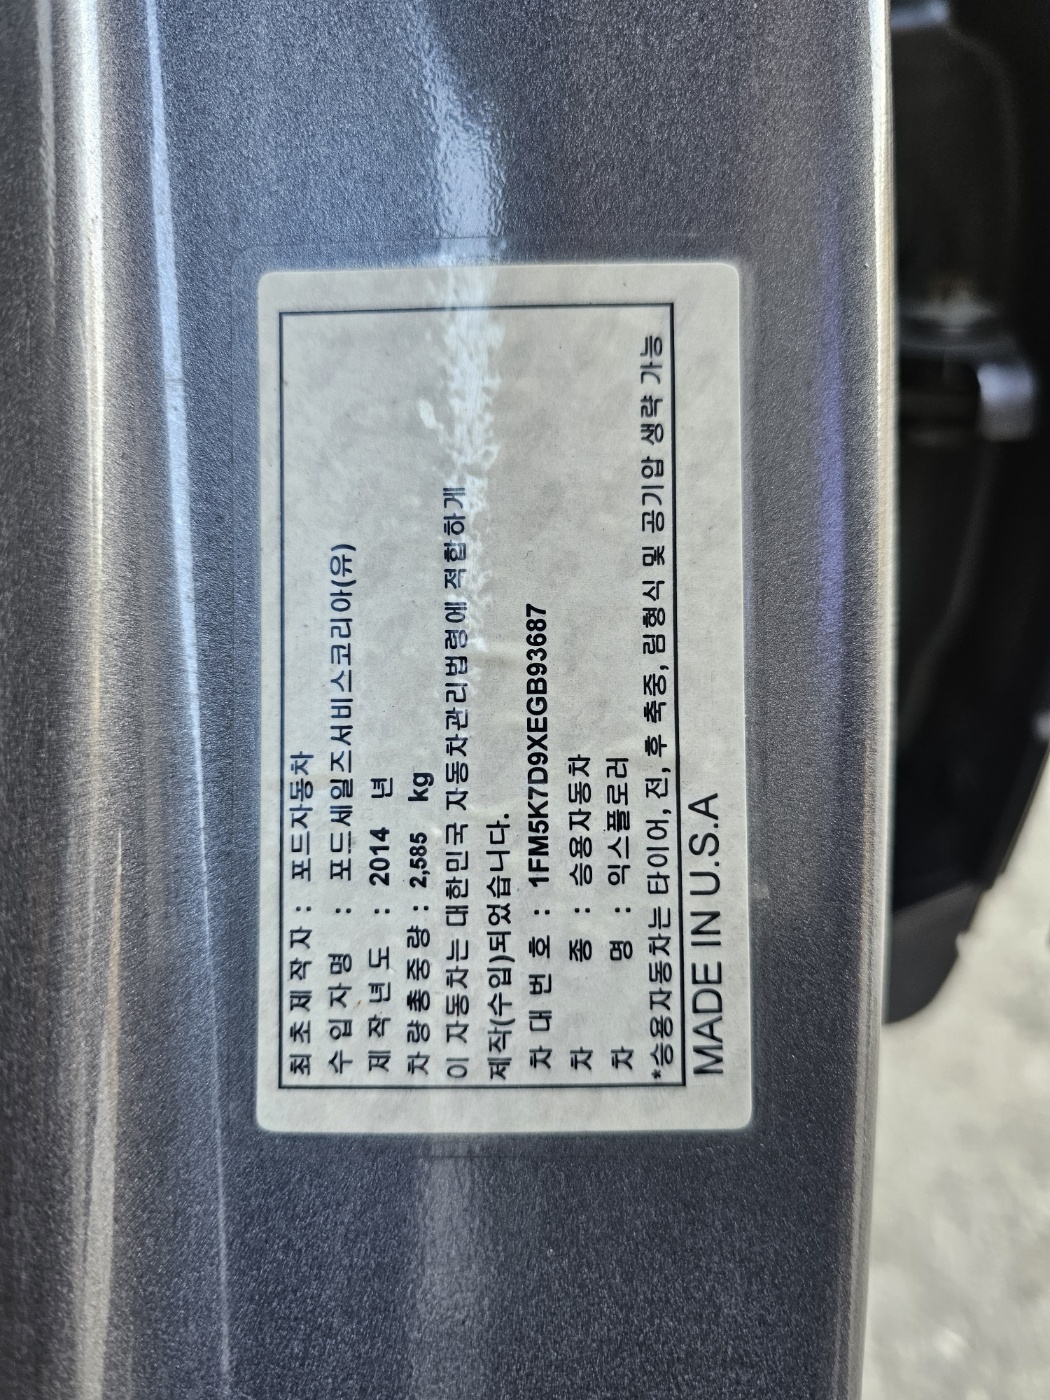 최초제작자 : 포드자동차
수입자명 : 포드세일즈서비스코리아(유)
제작년도 : 2014 년
차량총중량 : 2,585 kg
이 자동차는 대한민국 자동차관리법령에 적합하게
제작(수입)되었습니다.
차대번호 : 1FM5K7D9XEGB93687
차 종 : 승용자동차
차 명 : 익스플로러
*승용자동차는 타이어, 전, 후 축중, 림형식 및 공기압 생략 가능
MADE IN U.S.A